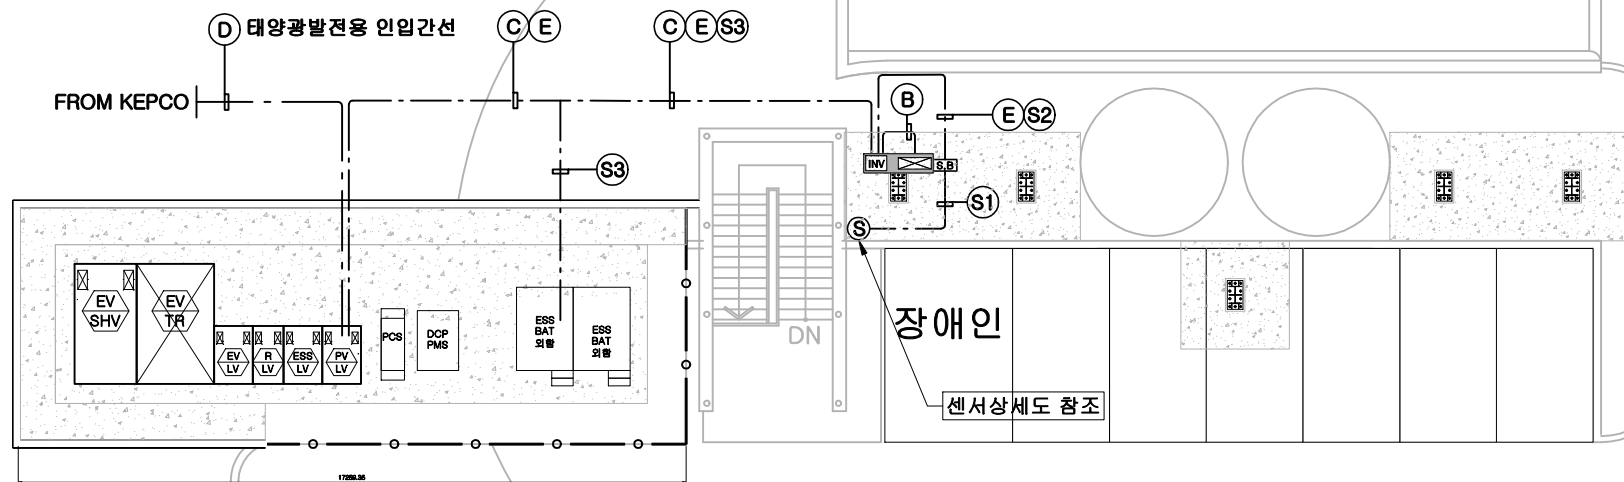 D 태양광발전용 인입간선
C E
C E S3
FROM KEPCO
B
E S2
S3
INV
S.B
S1
S
EV
SHV
EV
TR
EV
LV
R
LV
ESS
LV
PV
LV
PCS
DCP
PMS
ESS
BAT
외함
ESS
BAT
외함
DN
장애인
센서상세도 참조
17259.35